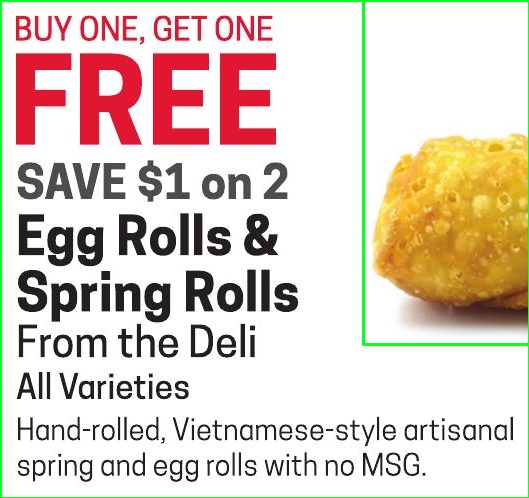 BUY ONE, GET ONE
FREE
SAVE $1 on 2
Egg Rolls &
Spring Rolls
From the Deli
All Varieties
Hand-rolled, Vietnamese-style artisanal
spring and egg rolls with no MSG.